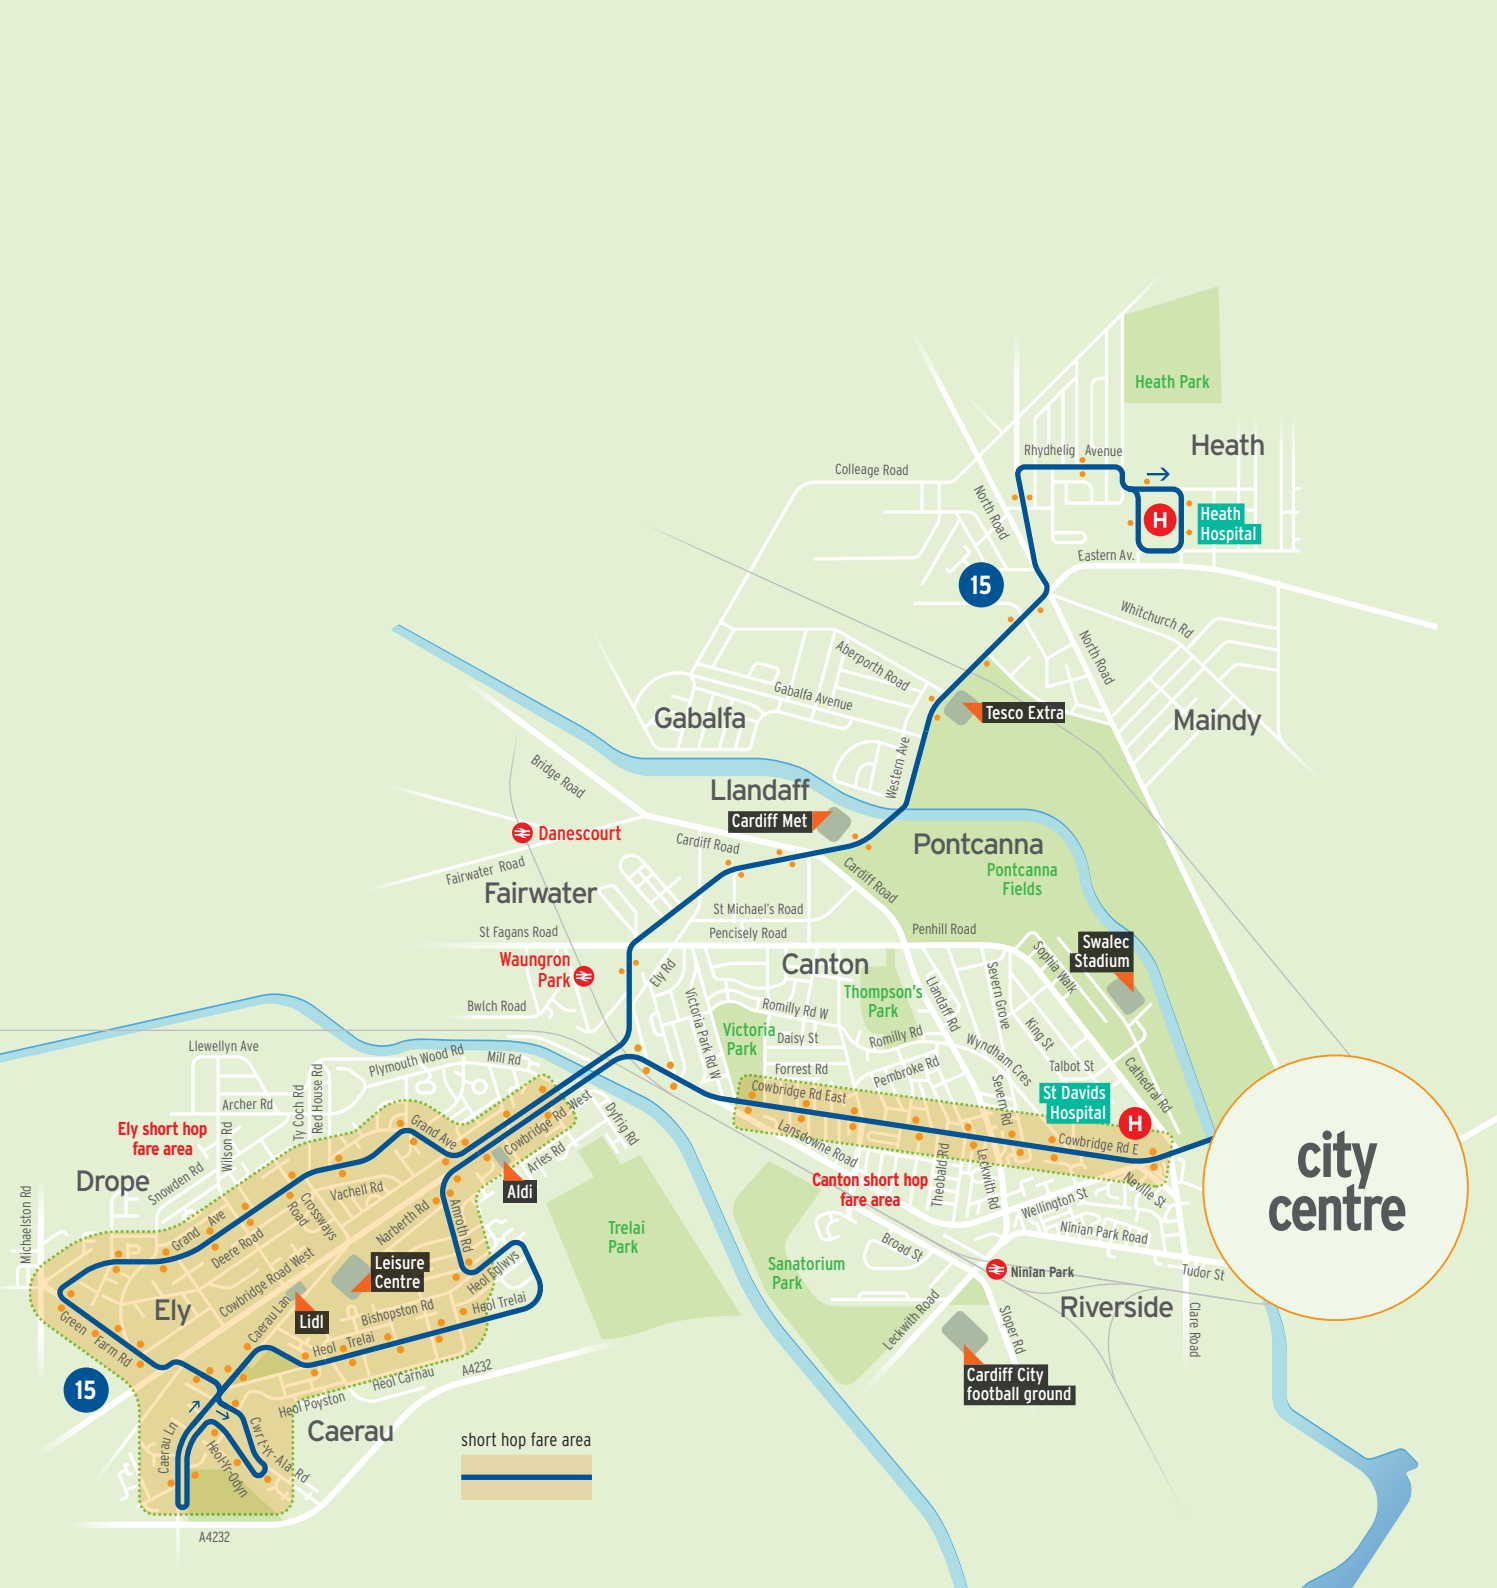 Heath Park
Heath
Rhydhelig Avenue
Colleage Road
North Road
H
Heath
Hospital
Eastern Av.
15
Whitchurch Rd
North Road
Aberporth Road
Gabalfa Avenue
Gabalfa
Tesco Extra
Maindy
Western Ave
Bridge Road
Llandaff
Cardiff Met
Danescourt
Cardiff Road
Pontcanna
Pontcanna
Fields
Fairwater Road
Fairwater
Cardiff Road
St Michael's Road
St Fagans Road
Pencisely Road
Penhill Road
Swalec
Stadium
Sophia Walk
Waungron
Park
Ely Rd
Canton
Severn Grove
Llandaff Rd
Thompson's
Park
Bwlch Road
Victoria Park Rd W
Romilly Rd W
Victoria
Park
Daisy St
Romilly Rd
King St
Wyndham Cres
Llewellyn Ave
Plymouth Wood Rd
Mill Rd
Forrest Rd
Pembroke Rd
Talbot St
Cathedral Rd
Severn Rd
St Davids
Hospital
H
Cowbridge Rd East
Archer Rd
Ty Coch Rd
Red House Rd
Wilson Rd
Ely short hop
fare area
Grand Ave
Cowbridge Rd West
Dyfrig Rd
Arles Rd
Lansdowne Road
Cowbridge Rd E
city
centre
Drope
Snowden Rd
Aldi
Canton short hop
fare area
Theobald Rd
Leckwith Rd
Neville St
Michaelston Rd
Vachell Rd
Crossways
Road
Narberth Rd
Amroth Rd
Wellington St
Grand Ave
Deere Road
Trelai
Park
Ninian Park Road
Broad St
Cowbridge Road West
Leisure
Centre
Heol Eglwys
Sanatorium
Park
Ninian Park
Tudor St
Ely
Caerau Lan
Lidl
Bishopston Rd
Heol Trelai
Riverside
Clare Road
Green Farm Rd
Heol Trelai
Leckwith Road
Sloper Rd
15
A4232
Heol Carnau
Cardiff City
football ground
Heol Poyston
Caerau
Caerau Ln
Heol-Yr-Odyn
Cwrt-Yr-Ala-Rd
short hop fare area
A4232